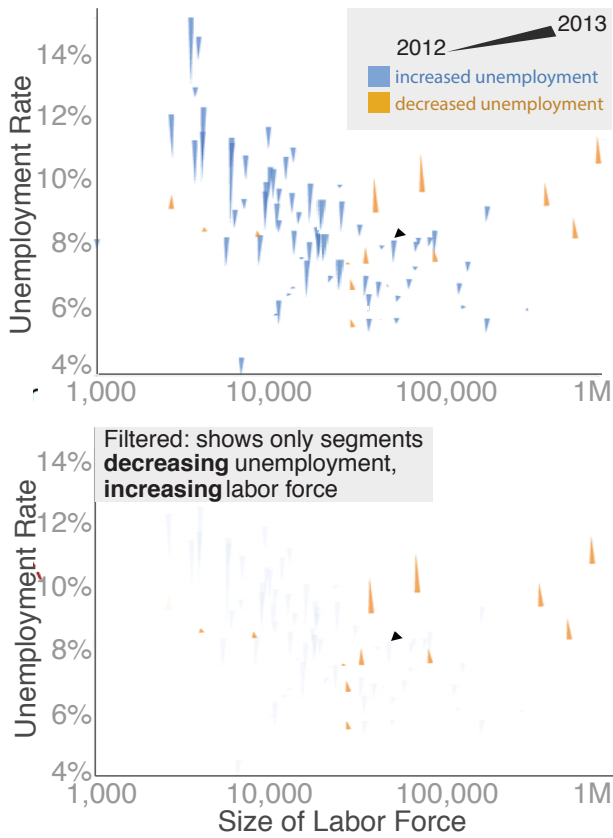 14%
12%
10%
8%
6%
4%
Unemployment Rate
2012
2013
increased unemployment
decreased unemployment
1,000
10,000
100,000
1M
Filtered: shows only segments
decreasing unemployment,
increasing labor force
14%
12%
10%
8%
6%
4%
Unemployment Rate
1,000
10,000
100,000
1M
Size of Labor Force